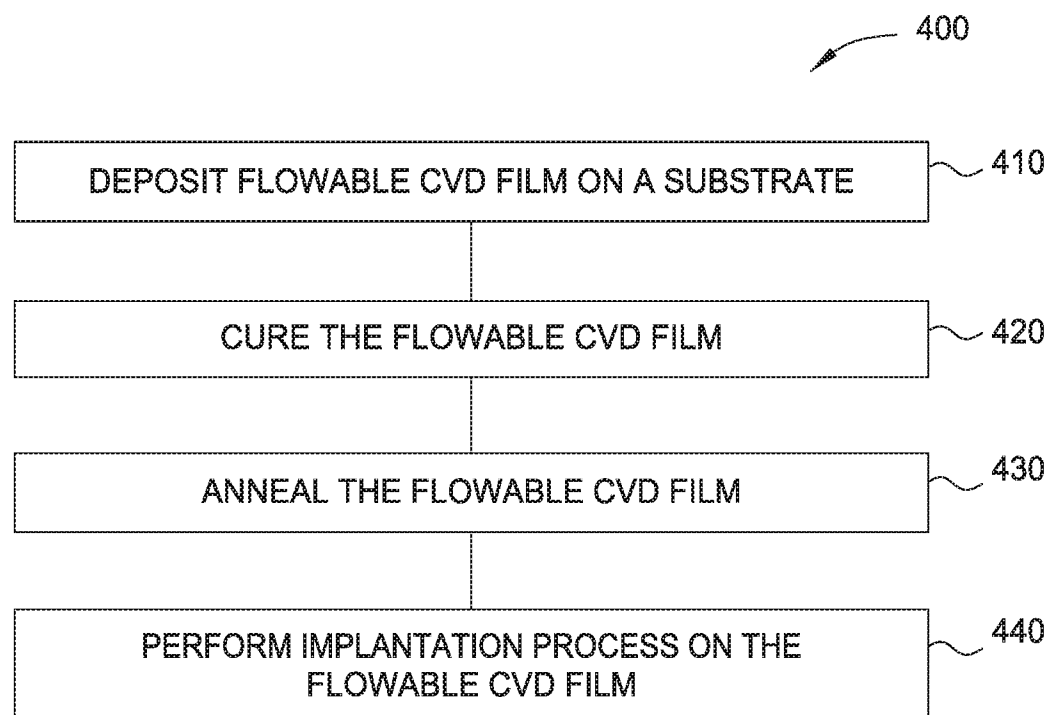 400
DEPOSIT FLOWABLE CVD FILM ON A SUBSTRATE
410
CURE THE FLOWABLE CVD FILM
420
ANNEAL THE FLOWABLE CVD FILM
430
PERFORM IMPLANTATION PROCESS ON THE
FLOWABLE CVD FILM
440